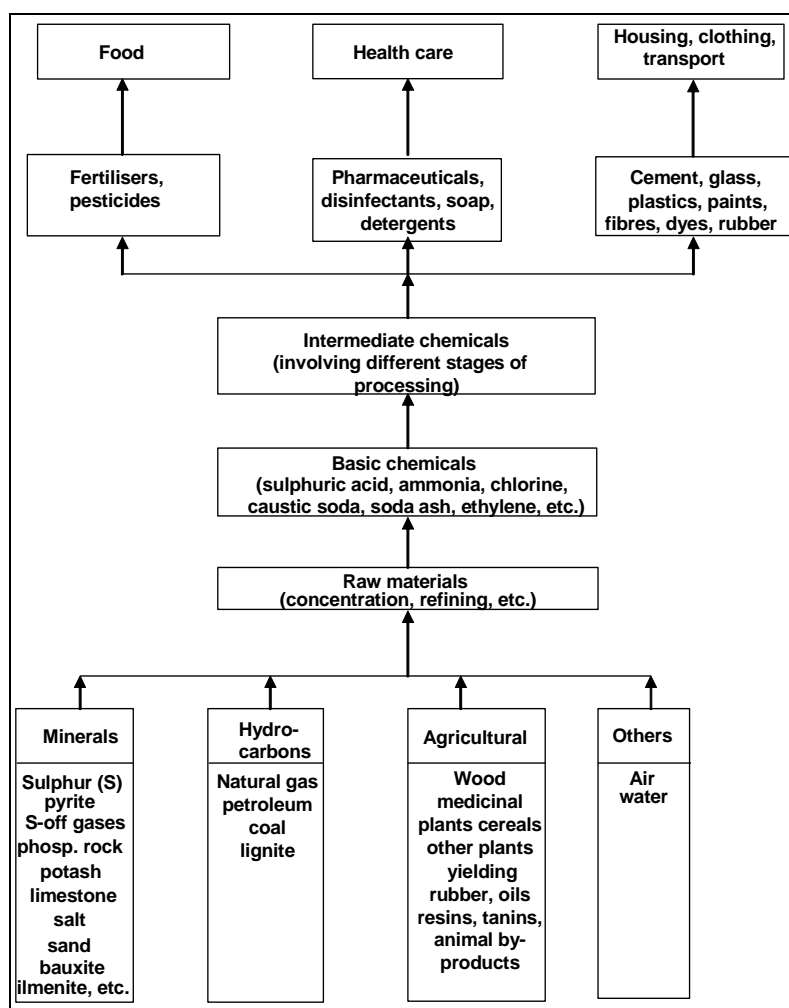 Food
Health care
Housing, clothing,
transport
Fertilisers,
pesticides
Pharmaceuticals,
disinfectants, soap,
detergents
Cement, glass,
plastics, paints,
fibres, dyes, rubber
Intermediate chemicals
(involving different stages of
processing)
Basic chemicals
(sulphuric acid, ammonia, chlorine,
caustic soda, soda ash, ethylene, etc.)
Raw materials
(concentration, refining, etc.)
Minerals
Sulphur (S)
pyrite
S-off gases
phosp. rock
potash
limestone
salt
sand
bauxite
ilmenite, etc.
Hydro-
carbons
Natural gas
petroleum
coal
lignite
Agricultural
Wood
medicinal
plants cereals
other plants
yielding
rubber, oils
resins, tanins,
animal by-
products
Others
Air
water